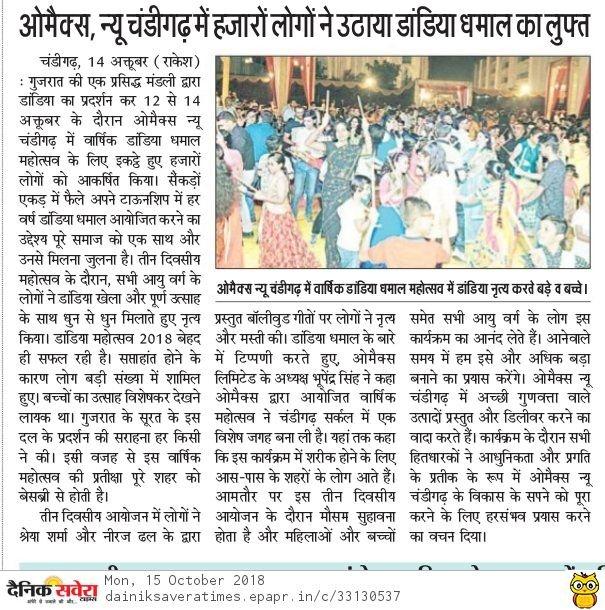 ओमैक्स, न्यू चंडीगढ़ में हजारों लोगों ने उठाया डांडिया धमाल का लुफ्त
चंडीगढ़, 14 अक्तूबर (राकेश)
: गुजरात की एक प्रसिद्ध मंडली द्वारा
डांडिया का प्रदर्शन कर 12 से 14
अक्तूबर के दौरान ओमैक्स न्यू
चंडीगढ़ में वार्षिक डांडिया धमाल
महोत्सव के लिए इकट्ठे हुए हजारों
लोगों को आकर्षित किया। सैंकड़ों
एकड़ में फैले अपने टाऊनशिप में हर
वर्ष डांडिया धमाल आयोजित करने का
उद्देश्य पूरे समाज को एक साथ और
उनसे मिलना जुलना है। तीन दिवसीय
महोत्सव के दौरान, सभी आयु वर्ग के
लोगों ने डांडिया खेला और पूर्ण उत्साह
के साथ धुन से धुन मिलाते हुए नृत्य
किया। डांडिया महोत्सव 2018 बेहद
ही सफल रही है। सप्ताहांत होने के
कारण लोग बड़ी संख्या में शामिल
हुए। बच्चों का उत्साह विशेषकर देखने
लायक था। गुजरात के सूरत के इस
दल के प्रदर्शन की सराहना हर किसी
ने की। इसी वजह से इस वार्षिक
महोत्सव की प्रतीक्षा पूरे शहर को
बेसब्री से होती है।
तीन दिवसीय आयोजन में लोगों ने
श्रेया शर्मा और नीरज ढल के द्वारा
ओमैक्स न्यू चंडीगढ़ में वार्षिक डांडिया धमाल महोत्सव में डांडिया नृत्य करते बड़े व बच्चे।
प्रस्तुत बॉलीवुड गीतों पर लोगों ने नृत्य
और मस्ती की। डांडिया धमाल के बारे
में टिप्पणी करते हुए, ओमैक्स
लिमिटेड के अध्यक्ष भूपेंद्र सिंह ने कहा
ओमैक्स द्वारा आयोजित वार्षिक
महोत्सव ने चंडीगढ़ सर्कल में एक
विशेष जगह बना ली है। यहां तक कहा
कि इस कार्यक्रम में शरीक होने के लिए
आस-पास के शहरों के लोग आते हैं।
आमतौर पर इस तीन दिवसीय
आयोजन के दौरान मौसम सुहावना
होता है और महिलाओं और बच्चों
समेत सभी आयु वर्ग के लोग इस
कार्यक्रम का आनंद लेते हैं। आनेवाले
समय में हम इसे और अधिक बड़ा
बनाने का प्रयास करेंगे। ओमैक्स न्यू
चंडीगढ़ में अच्छी गुणवत्ता वाले
उत्पादों प्रस्तुत और डिलीवर करने का
वादा करते हैं। कार्यक्रम के दौरान सभी
हितधारकों ने आधुनिकता और प्रगति
के प्रतीक के रूप में ओमैक्स न्यू
चंडीगढ़ के विकास के सपने को पूरा
करने के लिए हरसंभव प्रयास करने
का वचन दिया।
दैनिक सवेरा
Mon, 15 October 2018
dainiksaveratimes.epapr.in/c/33130537